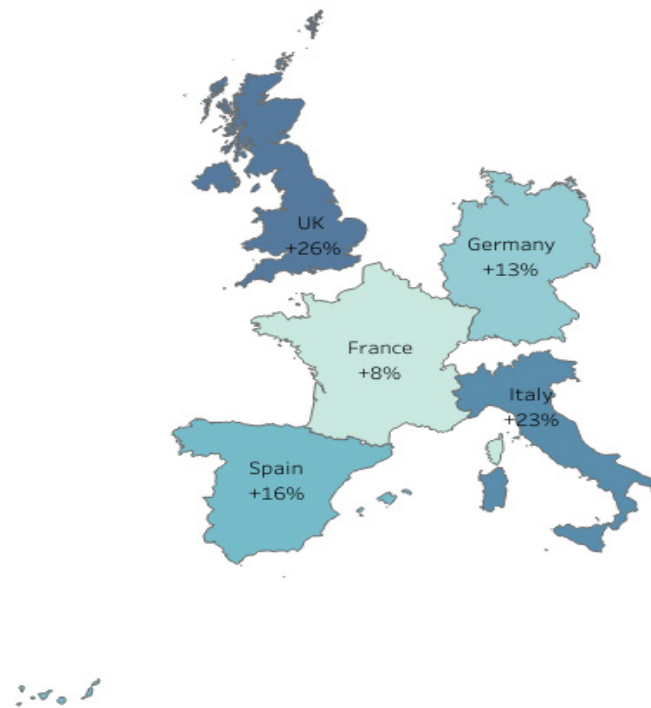 UK
+26%
Germany
+13%
France
+8%
Italy
+23%
Spain
+16%